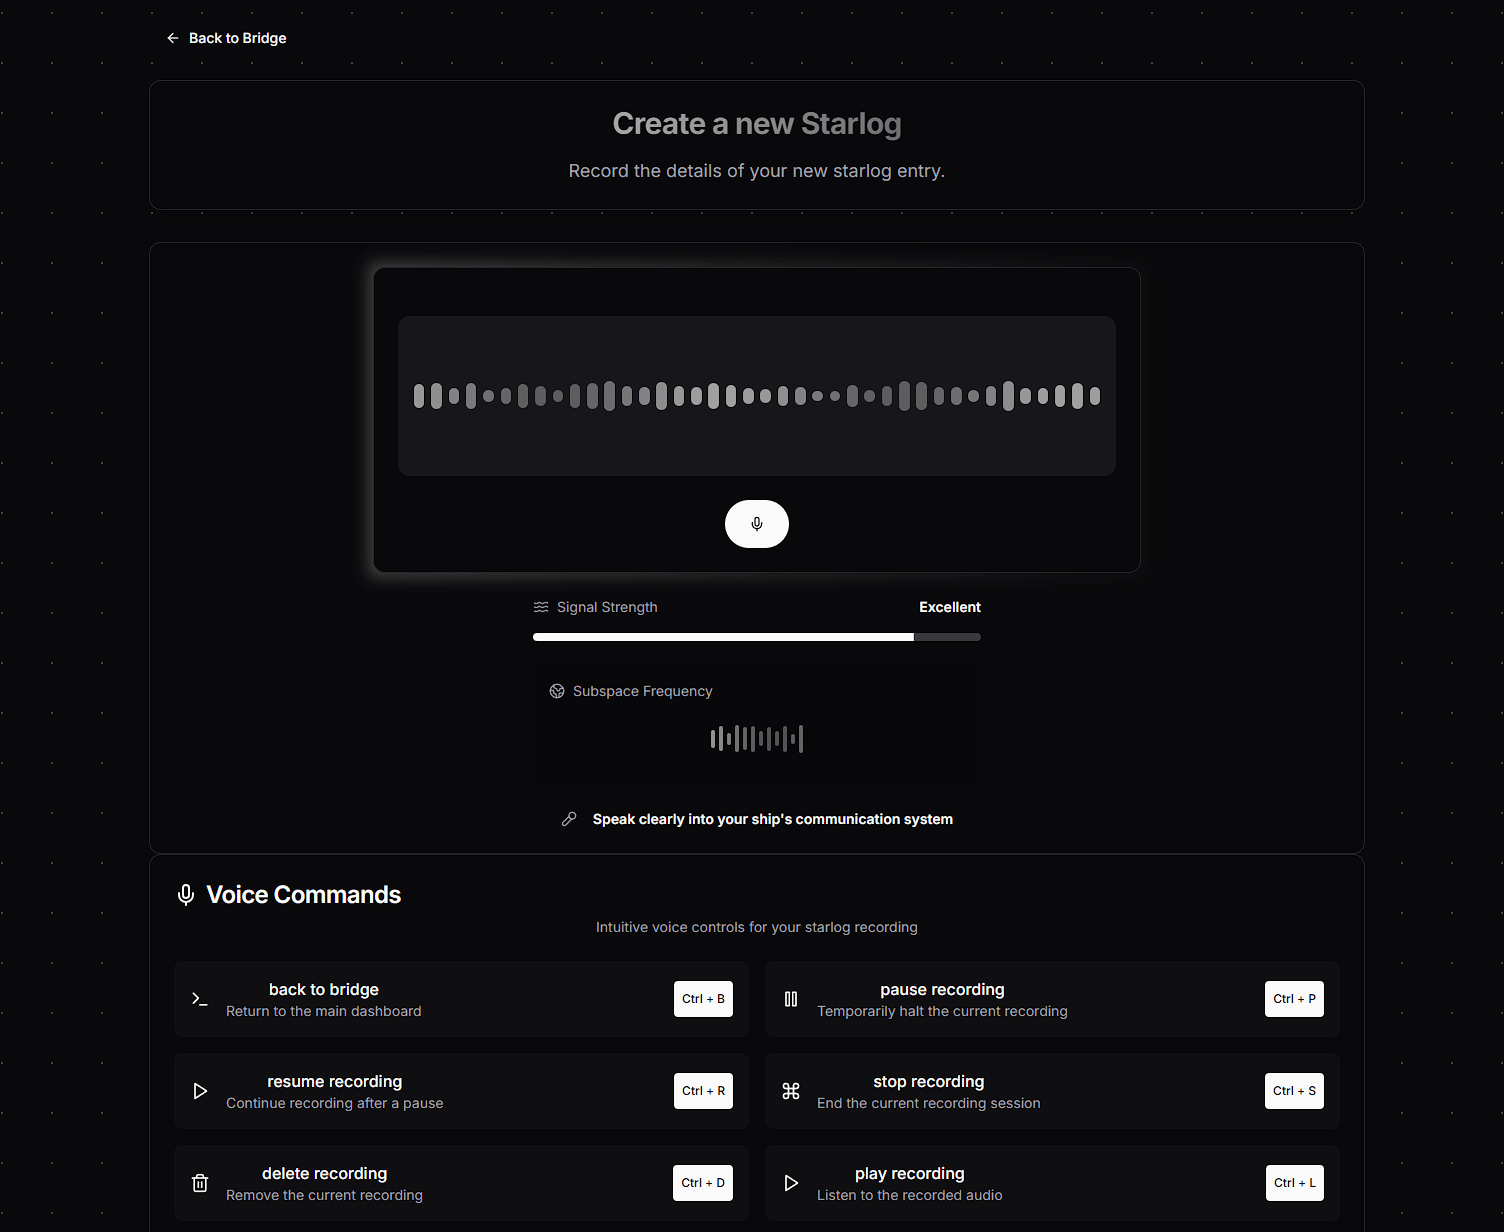 Back to Bridge
Create a new Starlog
Record the details of your new starlog entry.
Signal Strength
Excellent
Subspace Frequency
Speak clearly into your ship's communication system
Voice Commands
Intuitive voice controls for your starlog recording
back to bridge
Return to the main dashboard
Ctrl + B
pause recording
Temporarily halt the current recording
Ctrl + P
resume recording
Continue recording after a pause
Ctrl + R
stop recording
End the current recording session
Ctrl + S
delete recording
Remove the current recording
Ctrl + D
play recording
Listen to the recorded audio
Ctrl + L